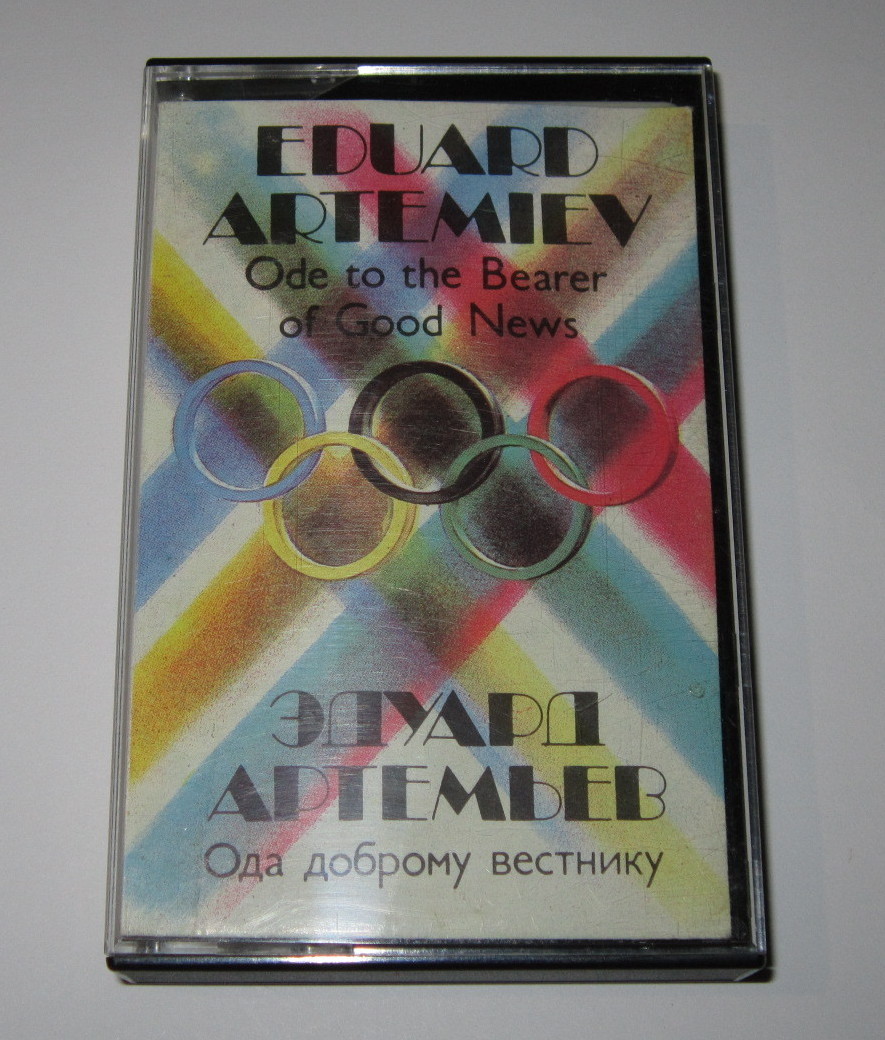 EDUARD
ARTEMIEV
Ode to the Bearer
of Good News
ЭДУАРД
АРТЕМЬЕВ
Ода доброму вестнику